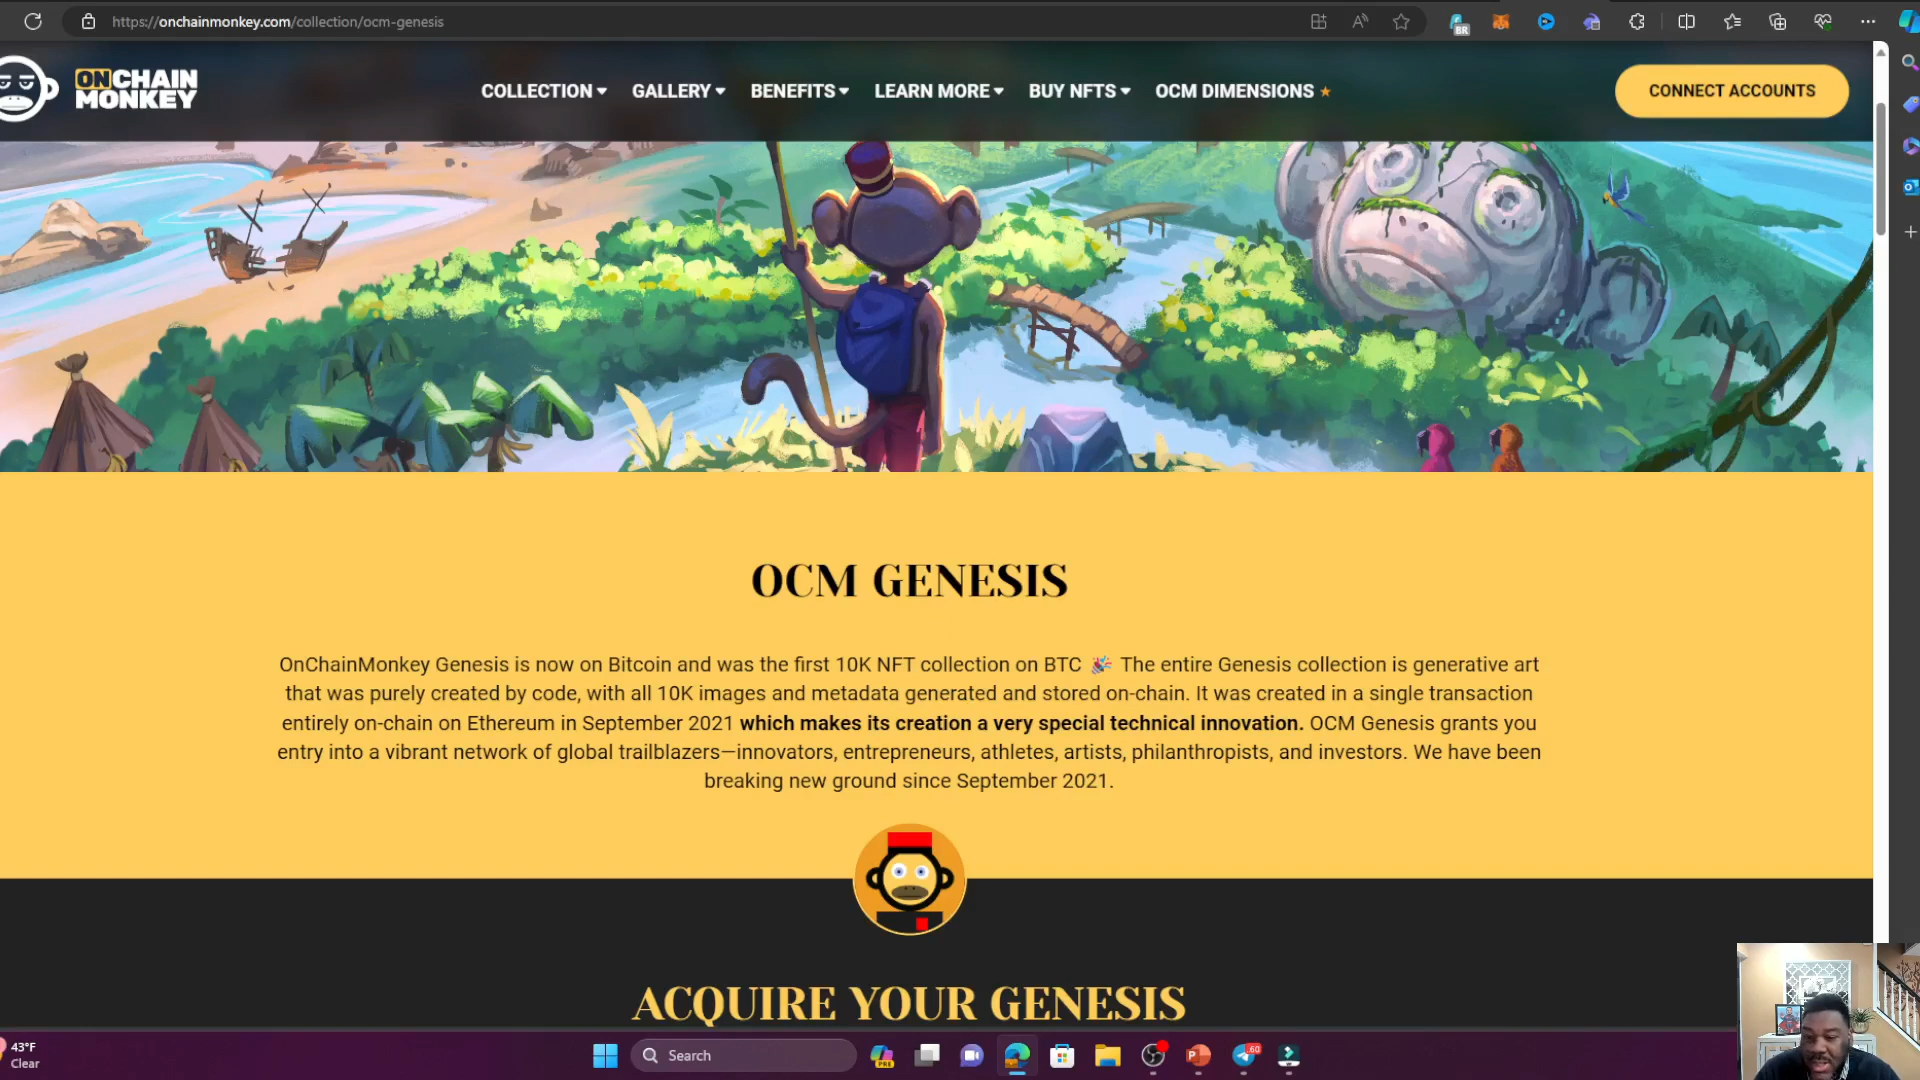 https://onchainmonkey.com/collection/ocm-genesis
BR
ONCHAIN
MONKEY
COLLECTION GALLERY BENEFITS LEARN MORE BUY NFTS OCM DIMENSIONS
CONNECT ACCOUNTS
OCM GENESIS
OnChainMonkey Genesis is now on Bitcoin and was the first 10K NFT collection on BTC 🎉 The entire Genesis collection is generative art
that was purely created by code, with all 10K images and metadata generated and stored on-chain. It was created in a single transaction
entirely on-chain on Ethereum in September 2021 which makes its creation a very special technical innovation. OCM Genesis grants you
entry into a vibrant network of global trailblazers—innovators, entrepreneurs, athletes, artists, philanthropists, and investors. We have been
breaking new ground since September 2021.
ACQUIRE YOUR GENESIS
43°F
Clear
Search
PRE
60